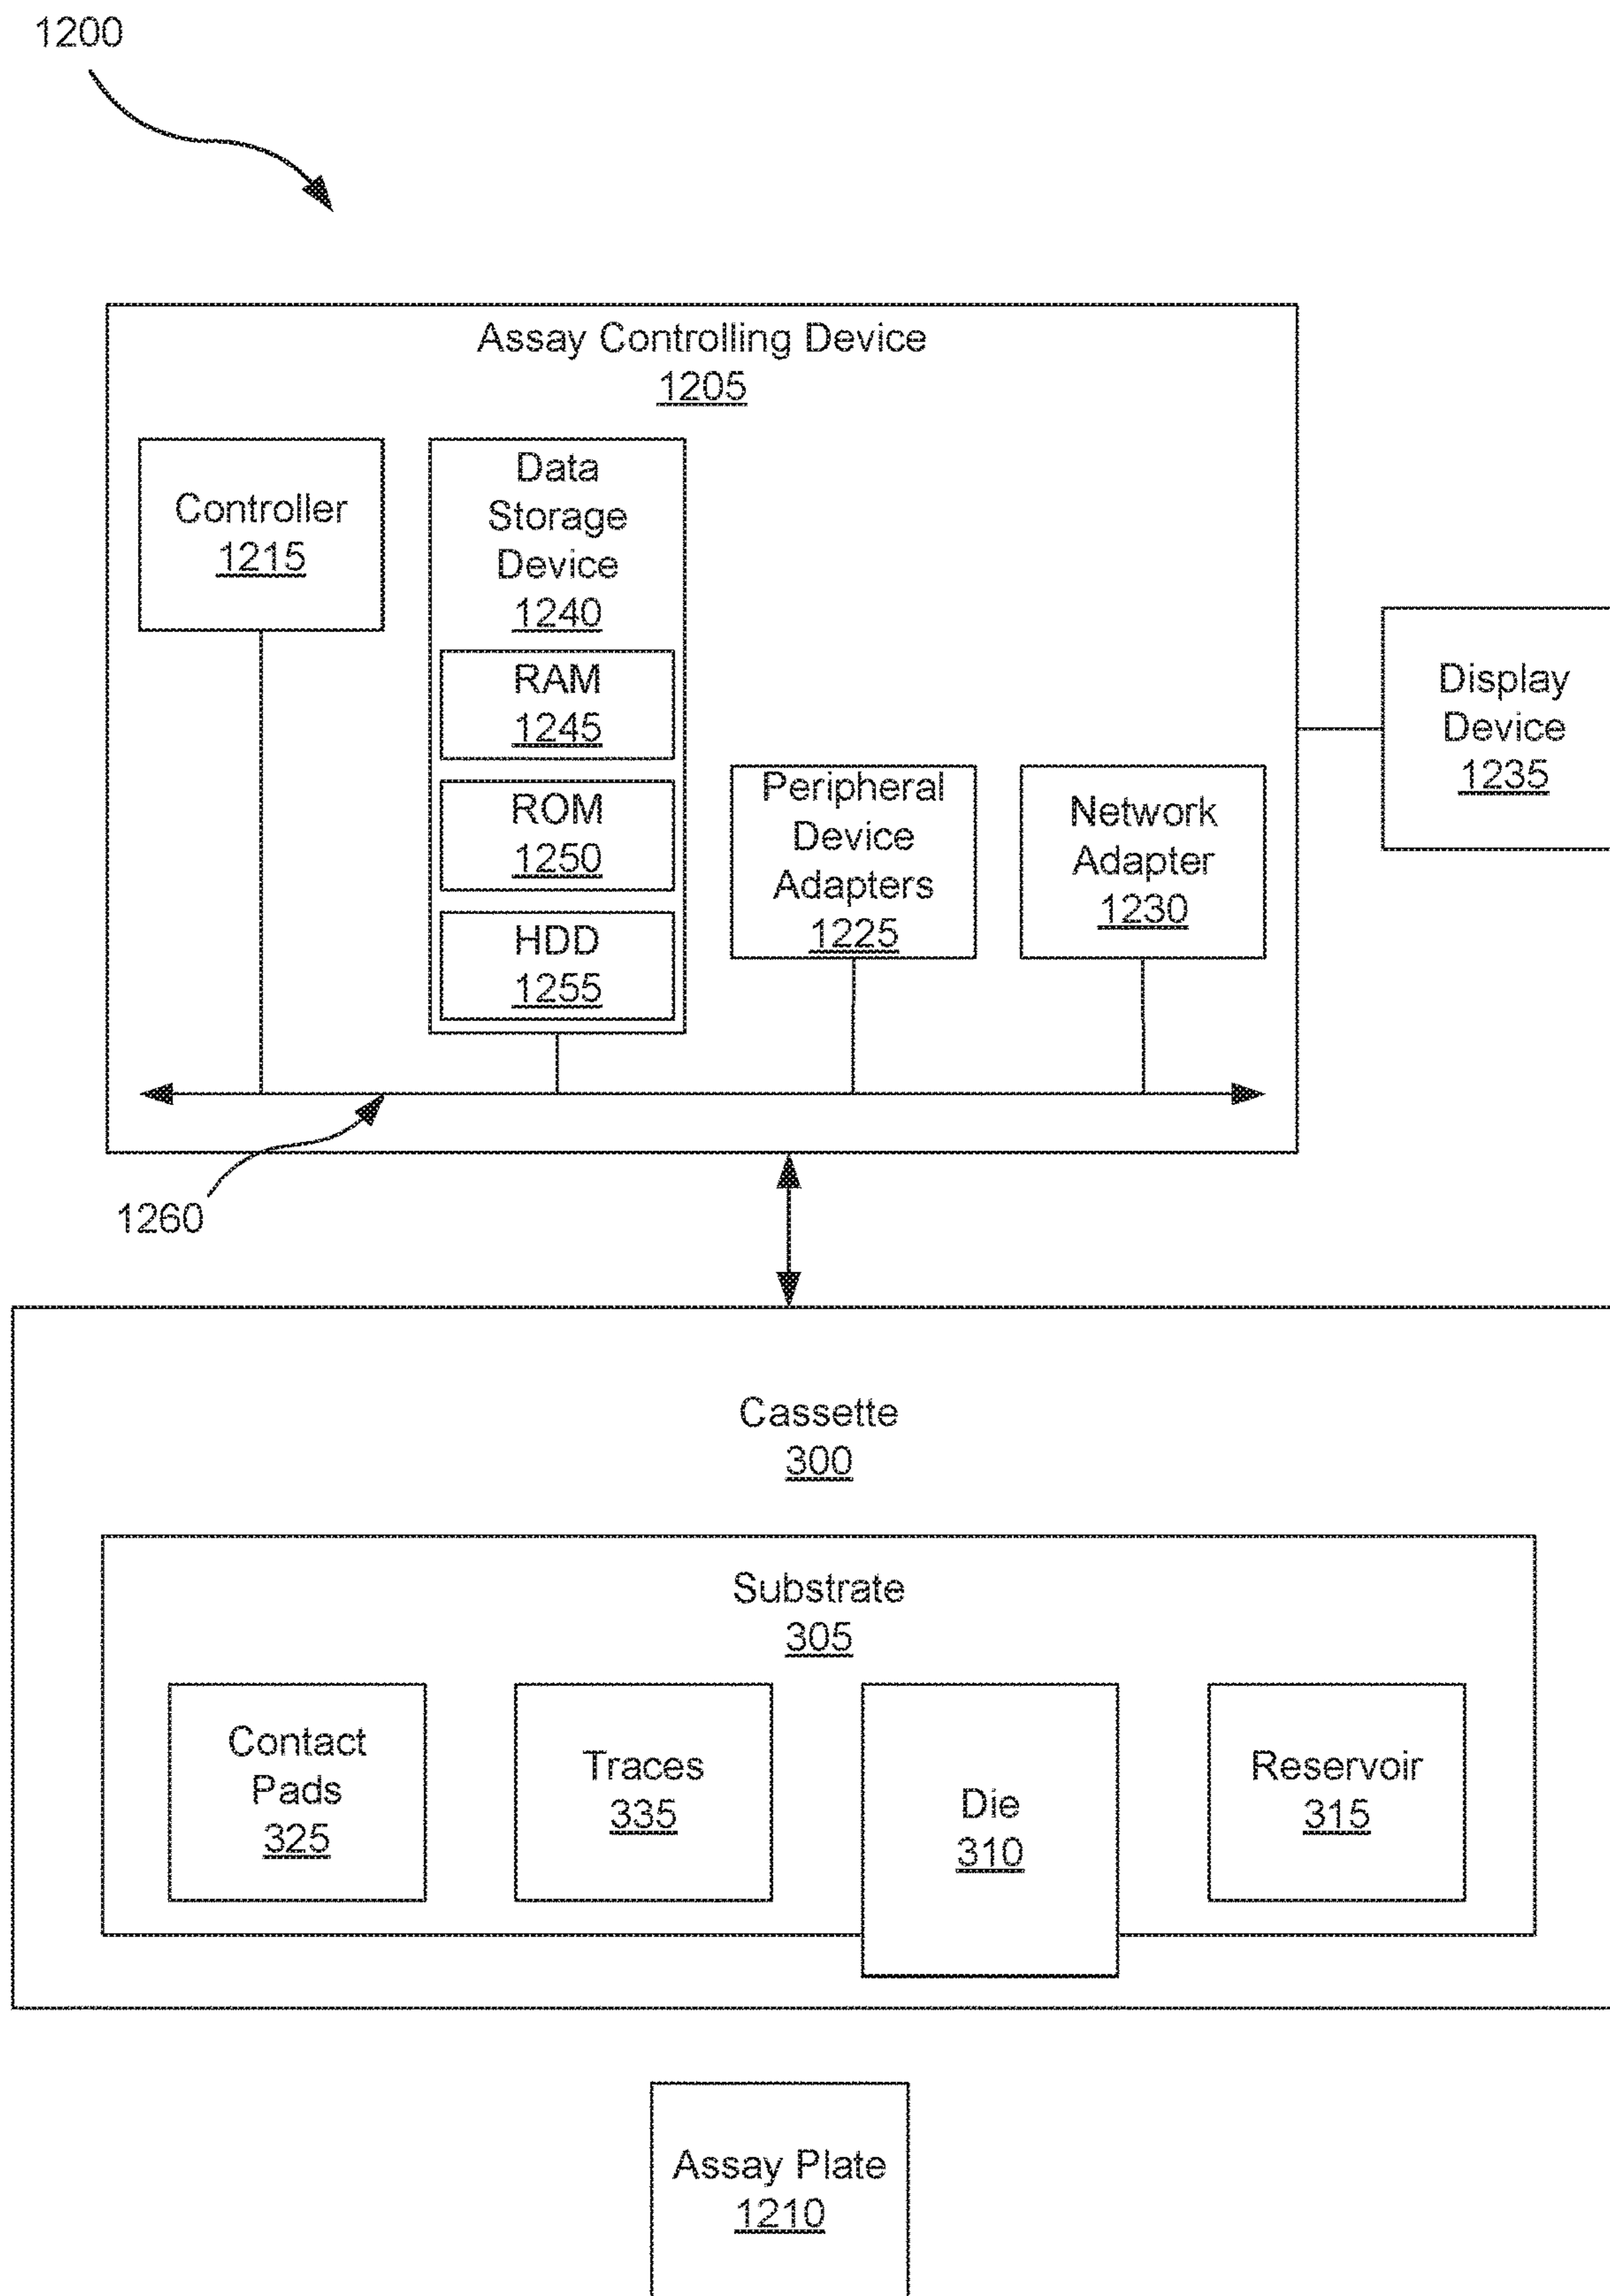 1200
Assay Controlling Device
1205
Controller
1215
Data
Storage
Device
1240
RAM
1245
ROM
1250
HDD
1255
Peripheral
Device
Adapters
1225
Network
Adapter
1230
Display
Device
1235
1260
Cassette
300
Substrate
305
Contact
Pads
325
Traces
335
Die
310
Reservoir
315
Assay Plate
1210